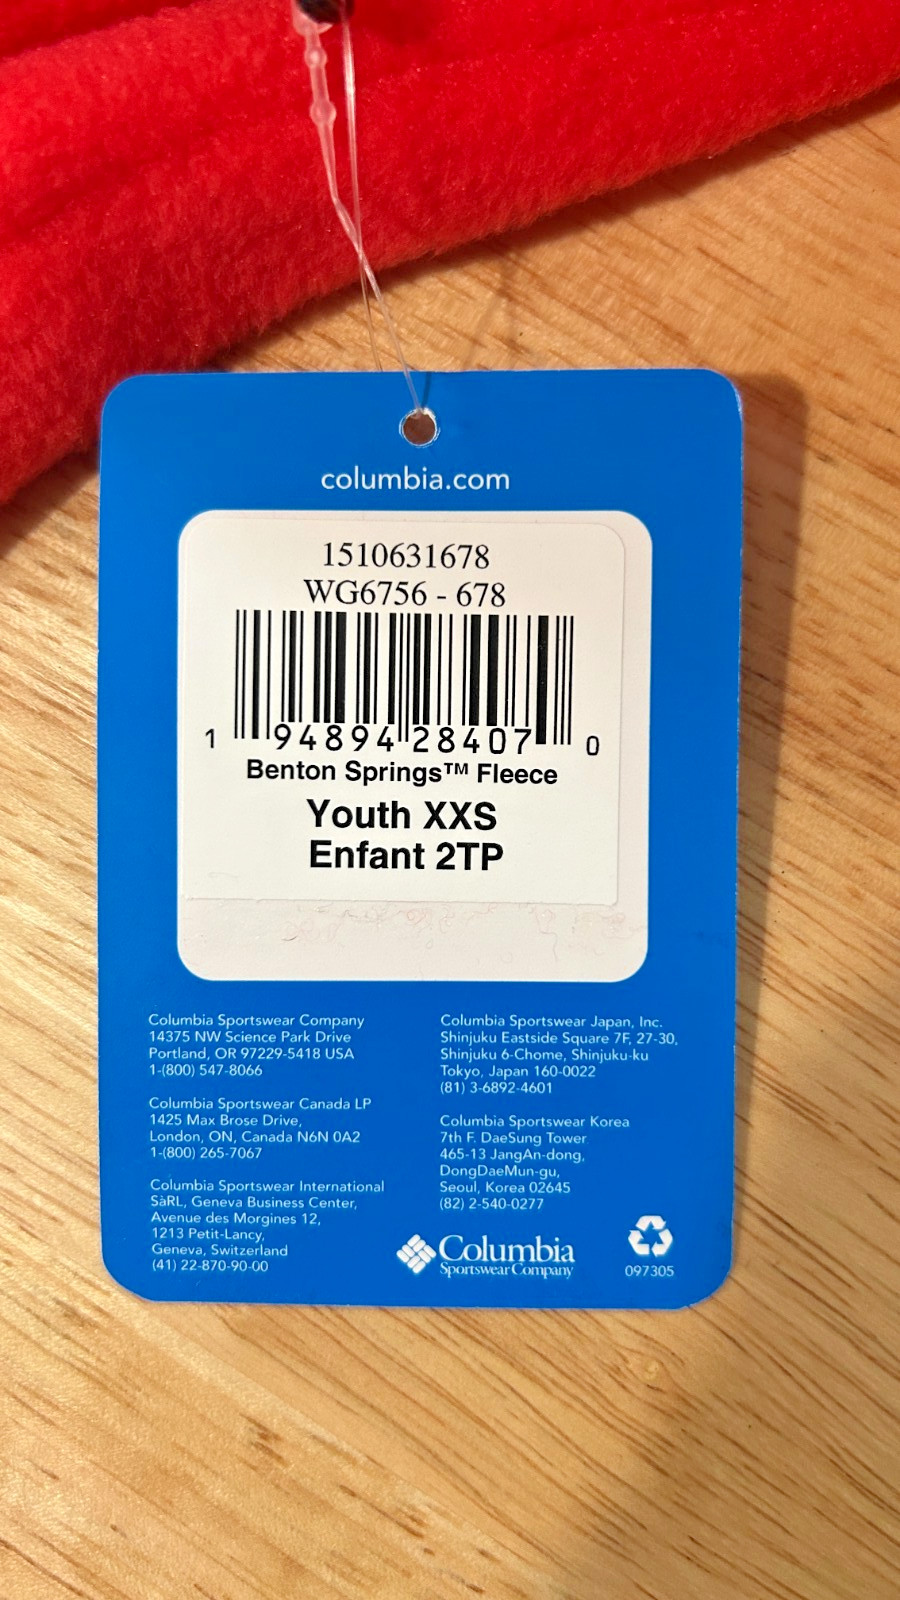 columbia.com
1510631678
WG6756 - 678
1 94894 28407 0
Benton Springs™ Fleece
Youth XXS
Enfant 2TP
Columbia Sportswear Company
14375 NW Science Park Drive
Portland, OR 97229-5418 USA
1-(800) 547-8066
Columbia Sportswear Canada LP
1425 Max Brose Drive,
London, ON, Canada N6N 0A2
1-(800) 265-7067
Columbia Sportswear International
SàRL, Geneva Business Center,
Avenue des Morgines 12,
1213 Petit-Lancy,
Geneva, Switzerland
(41) 22-870-90-00
Columbia Sportswear Japan, Inc.
Shinjuku Eastside Square 7F, 27-30,
Shinjuku 6-Chome, Shinjuku-ku
Tokyo, Japan 160-0022
(81) 3-6892-4601
Columbia Sportswear Korea
7th F. DaeSung Tower
465-13 JangAn-dong,
DongDaeMun-gu,
Seoul, Korea 02645
(82) 2-540-0277
Columbia
Sportswear Company
097305